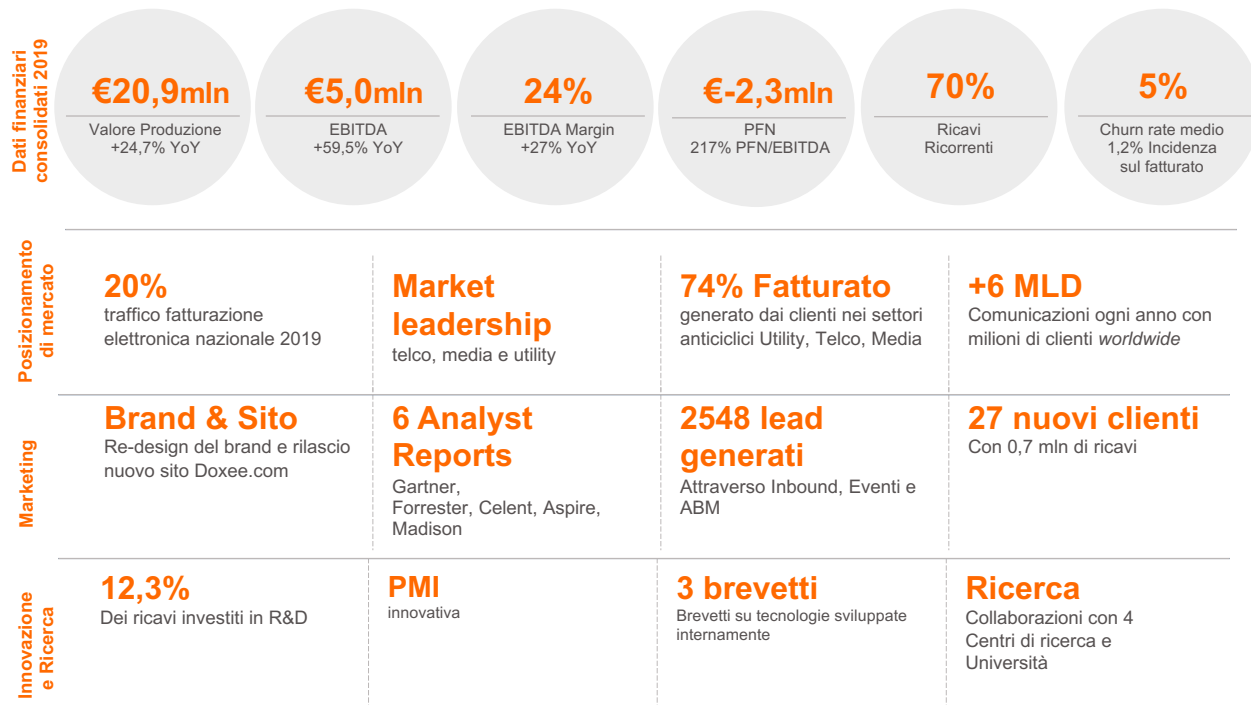 Dati finanziari
consolidati 2019
€20,9mln
Valore Produzione
+24,7% YoY
€5,0mln
EBITDA
+59,5% YoY
24%
EBITDA Margin
+27% YoY
€-2,3mln
PFN
217% PFN/EBITDA
70%
Ricavi
Ricorrenti
5%
Churn rate medio
1,2% Incidenza
sul fatturato
Posizionamento
di mercato
20%
traffico fatturazione
elettronica nazionale 2019
Market
leadership
telco, media e utility
74% Fatturato
generato dai clienti nei settori
anticiclici Utility, Telco, Media
+6 MLD
Comunicazioni ogni anno con
milioni di clienti worldwide
Marketing
Brand & Sito
Re-design del brand e rilascio
nuovo sito Doxee.com
6 Analyst
Reports
Gartner,
Forrester, Celent, Aspire,
Madison
2548 lead
generati
Attraverso Inbound, Eventi e
ABM
27 nuovi clienti
Con 0,7 mln di ricavi
Innovazione
e Ricerca
12,3%
Dei ricavi investiti in R&D
PMI
innovativa
3 brevetti
Brevetti su tecnologie sviluppate
internamente
Ricerca
Collaborazioni con 4
Centri di ricerca e
Università